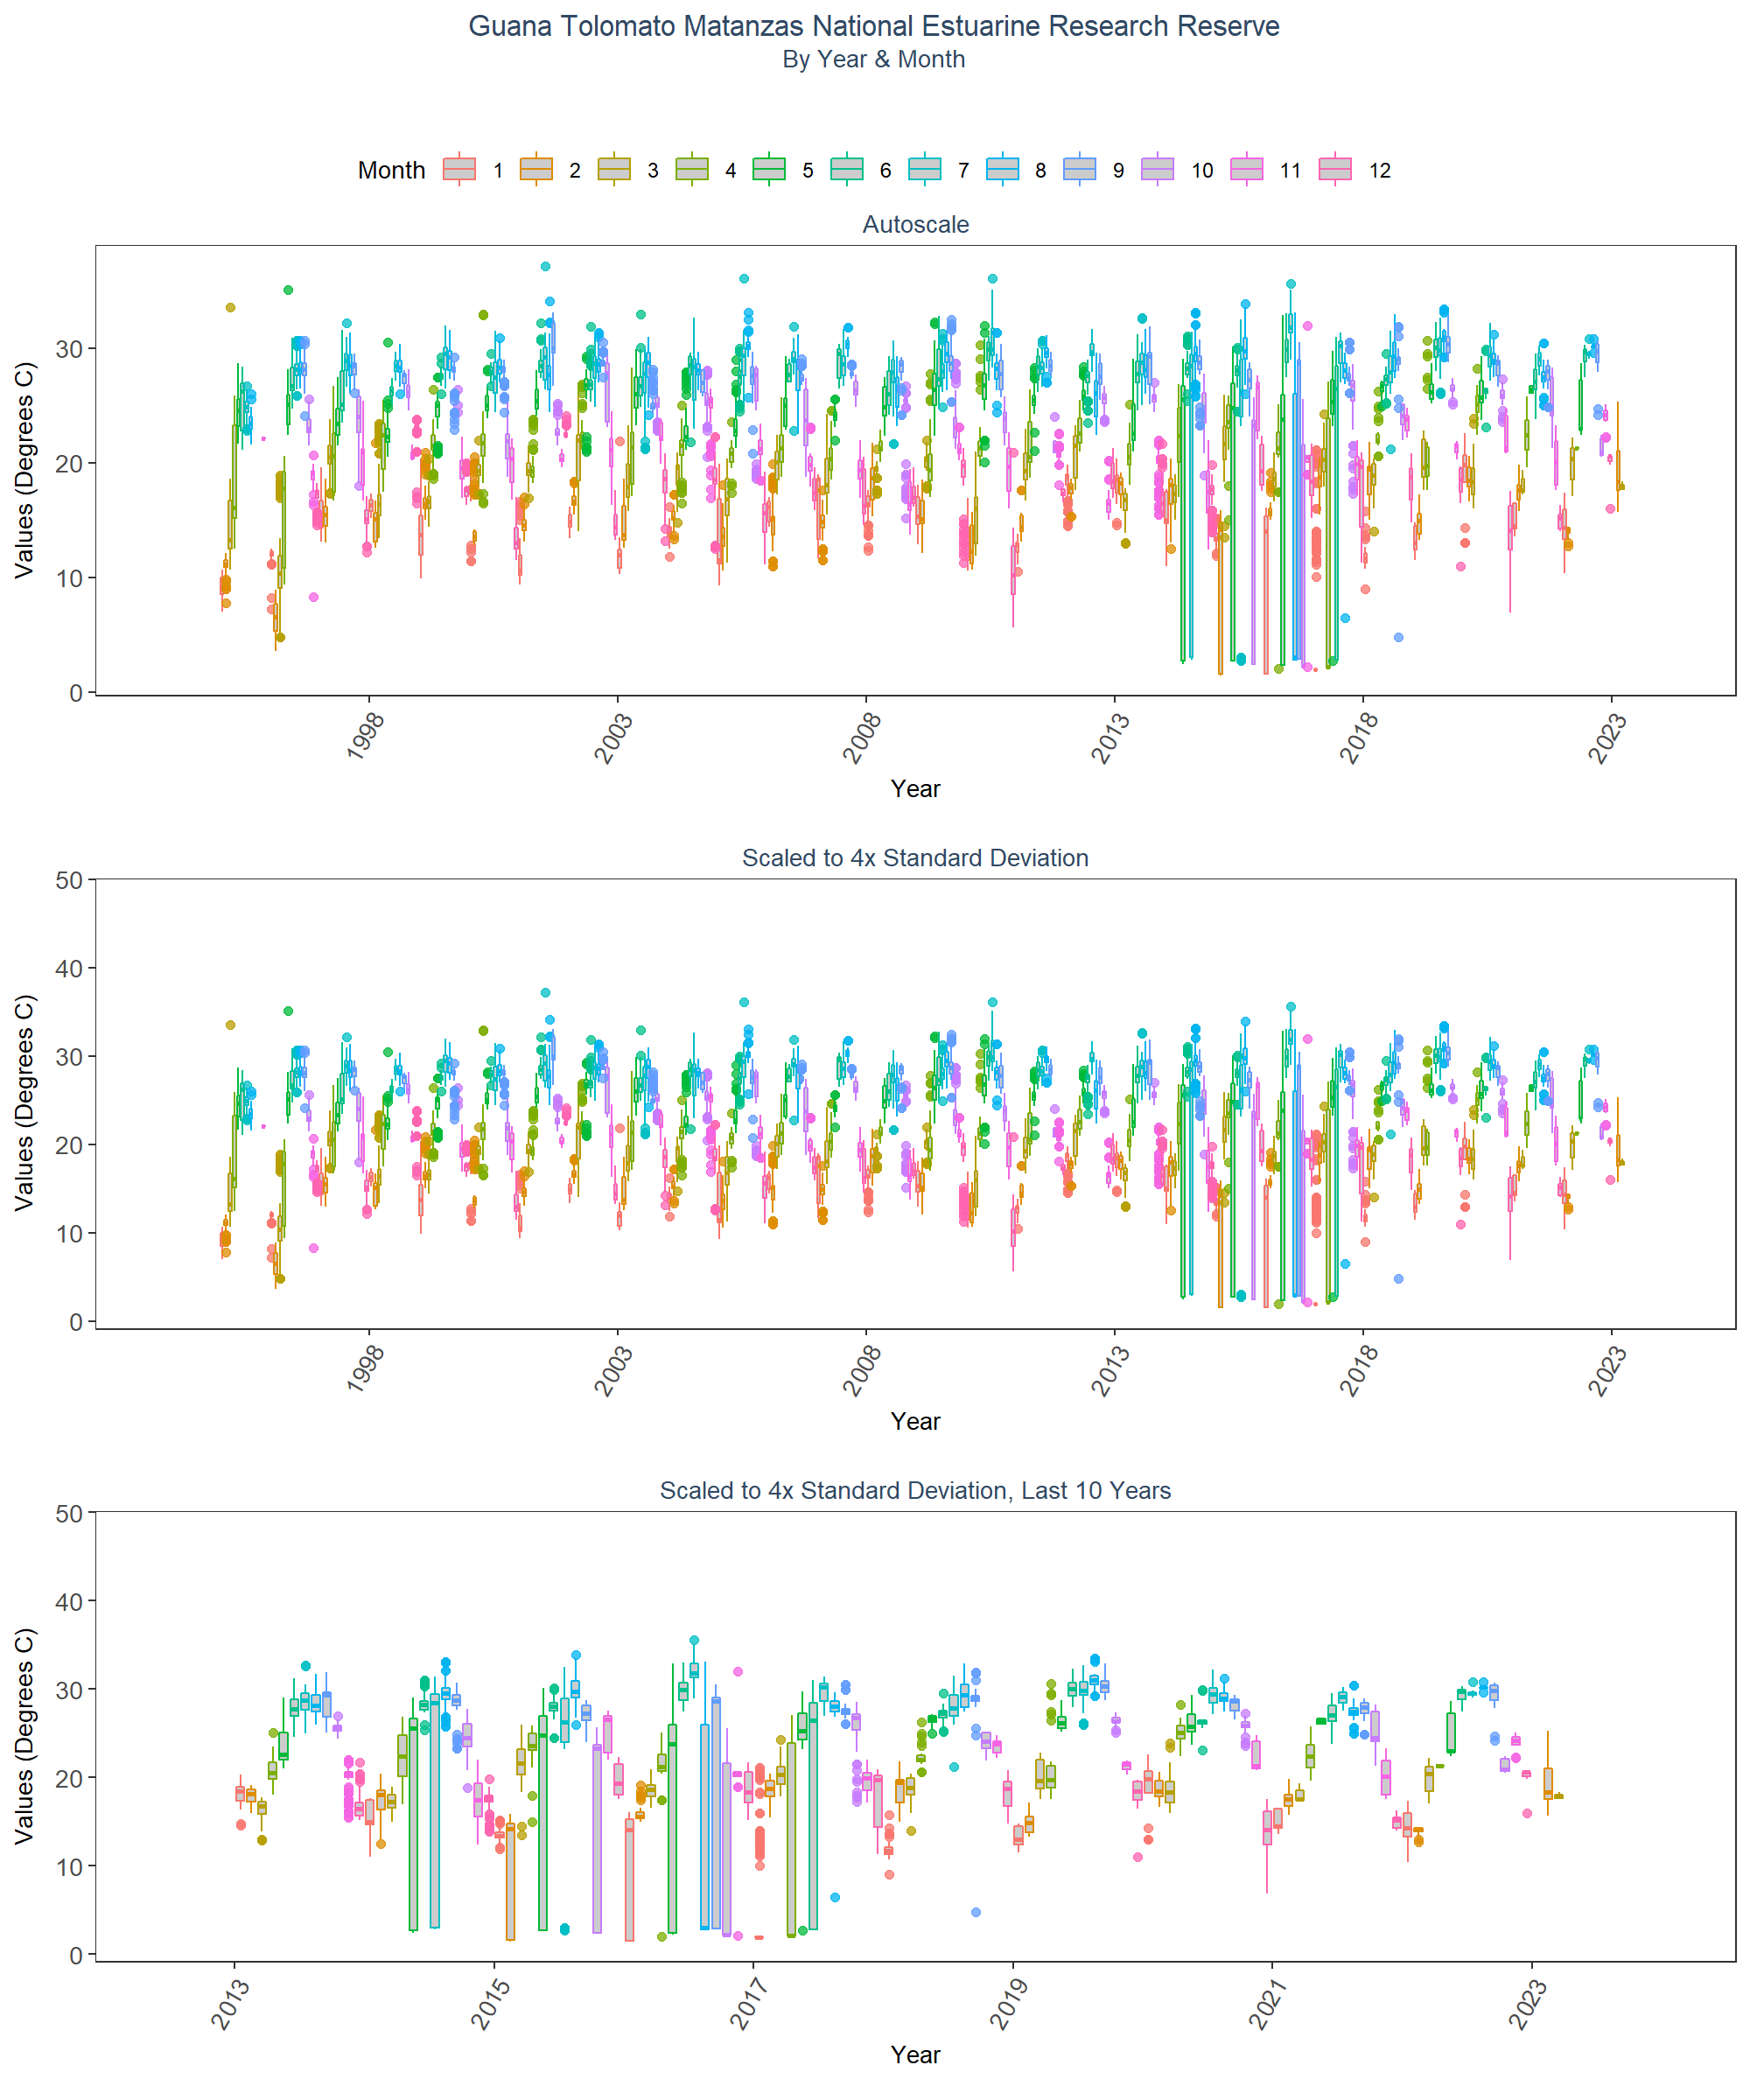 Guana Tolomato Matanzas National Estuarine Research Reserve
By Year & Month
Month 1 2 3 4 5 6 7 8 9 10 11 12
Autoscale
Values (Degrees C)
30
20
10
0
1998 2003 2008 2013 2018 2023
Year
Scaled to 4x Standard Deviation
Values (Degrees C)
50
40
30
20
10
0
1998 2003 2008 2013 2018 2023
Year
Scaled to 4x Standard Deviation, Last 10 Years
Values (Degrees C)
50
40
30
20
10
0
2013 2015 2017 2019 2021 2023
Year